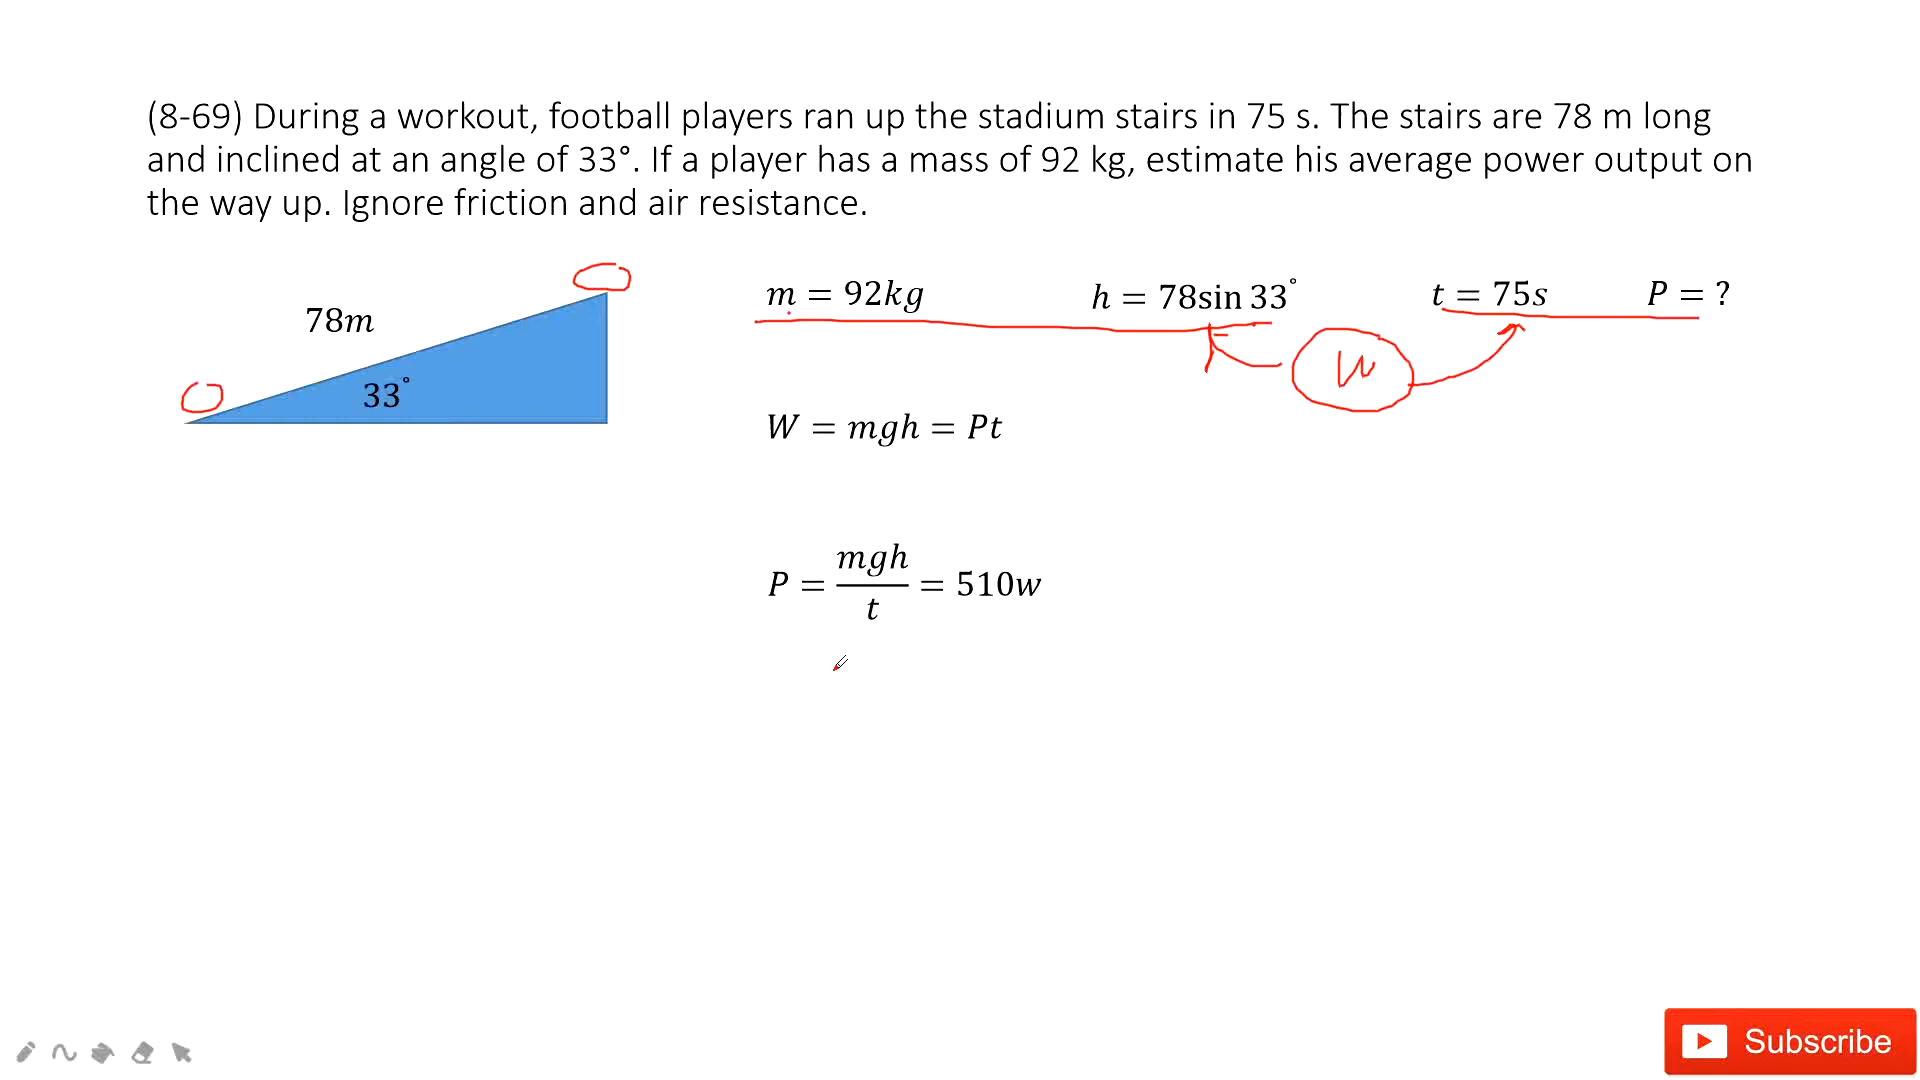 (8-69) During a workout, football players ran up the stadium stairs in 75 s. The stairs are 78 m long
and inclined at an angle of 33°. If a player has a mass of 92 kg, estimate his average power output on
the way up. Ignore friction and air resistance.
78m
33°
m = 92kg h = 78sin 33° t = 75s P = ?
W
W = mgh = Pt
P = mgh/t = 510w
Subscribe